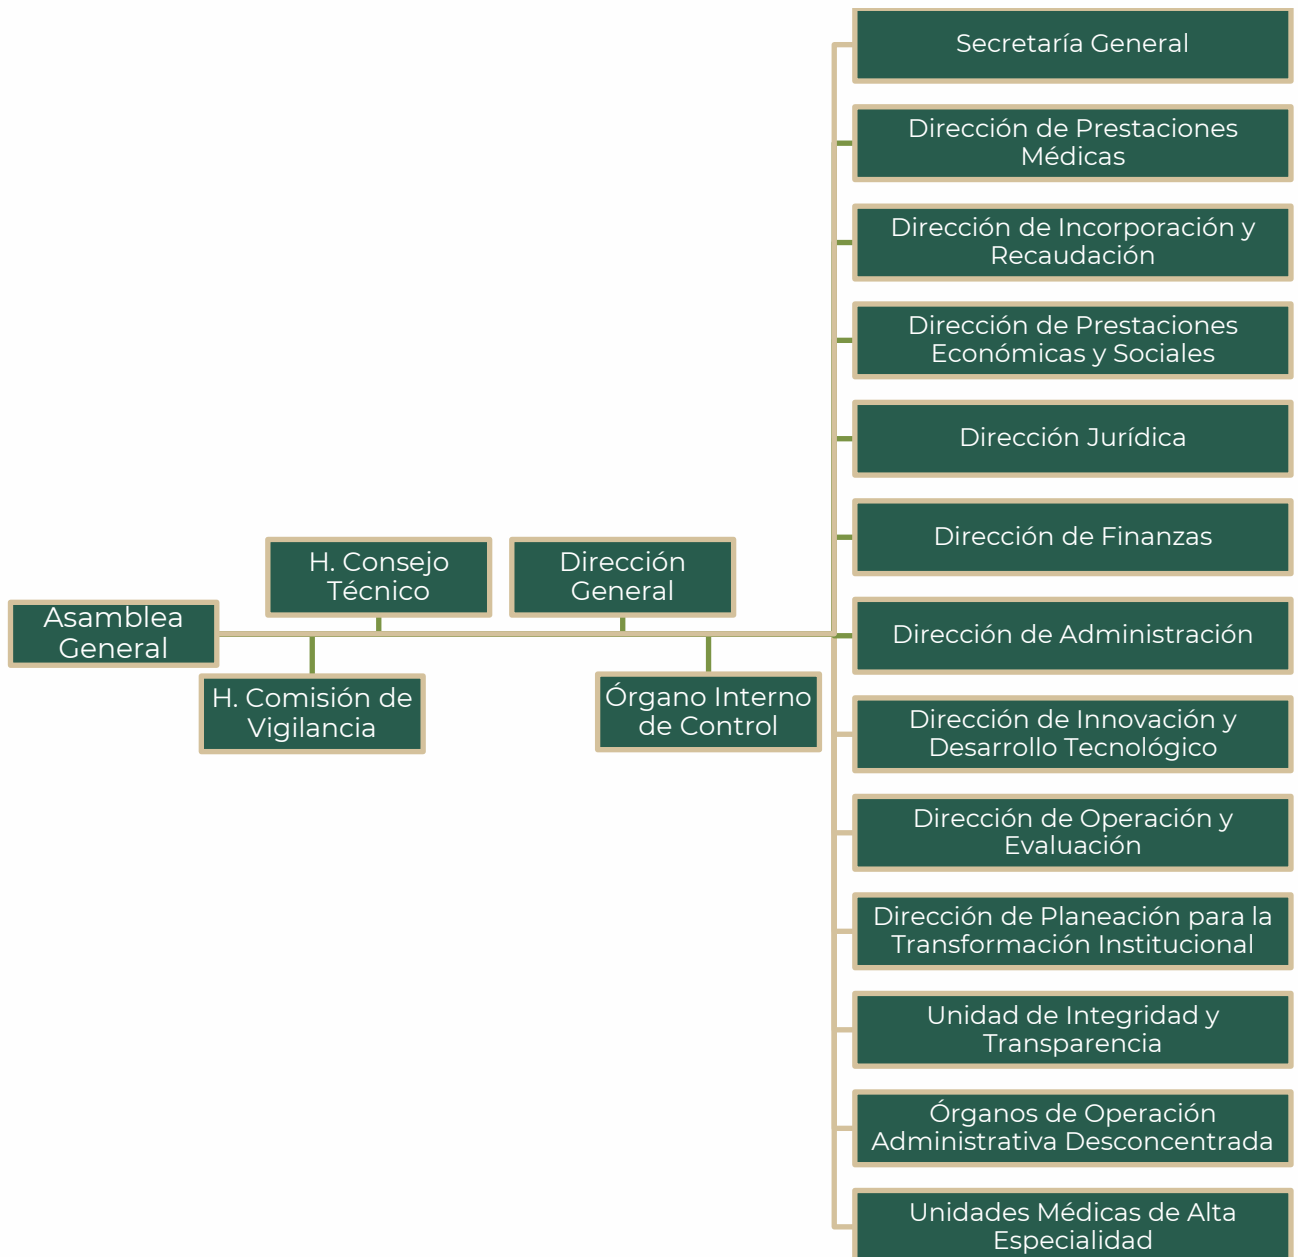 Asamblea
General
H. Consejo
Técnico
H. Comisión de
Vigilancia
Dirección
General
Órgano Interno
de Control
Secretaría General
Dirección de Prestaciones
Médicas
Dirección de Incorporación y
Recaudación
Dirección de Prestaciones
Económicas y Sociales
Dirección Jurídica
Dirección de Finanzas
Dirección de Administración
Dirección de Innovación y
Desarrollo Tecnológico
Dirección de Operación y
Evaluación
Dirección de Planeación para la
Transformación Institucional
Unidad de Integridad y
Transparencia
Órganos de Operación
Administrativa Desconcentrada
Unidades Médicas de Alta
Especialidad